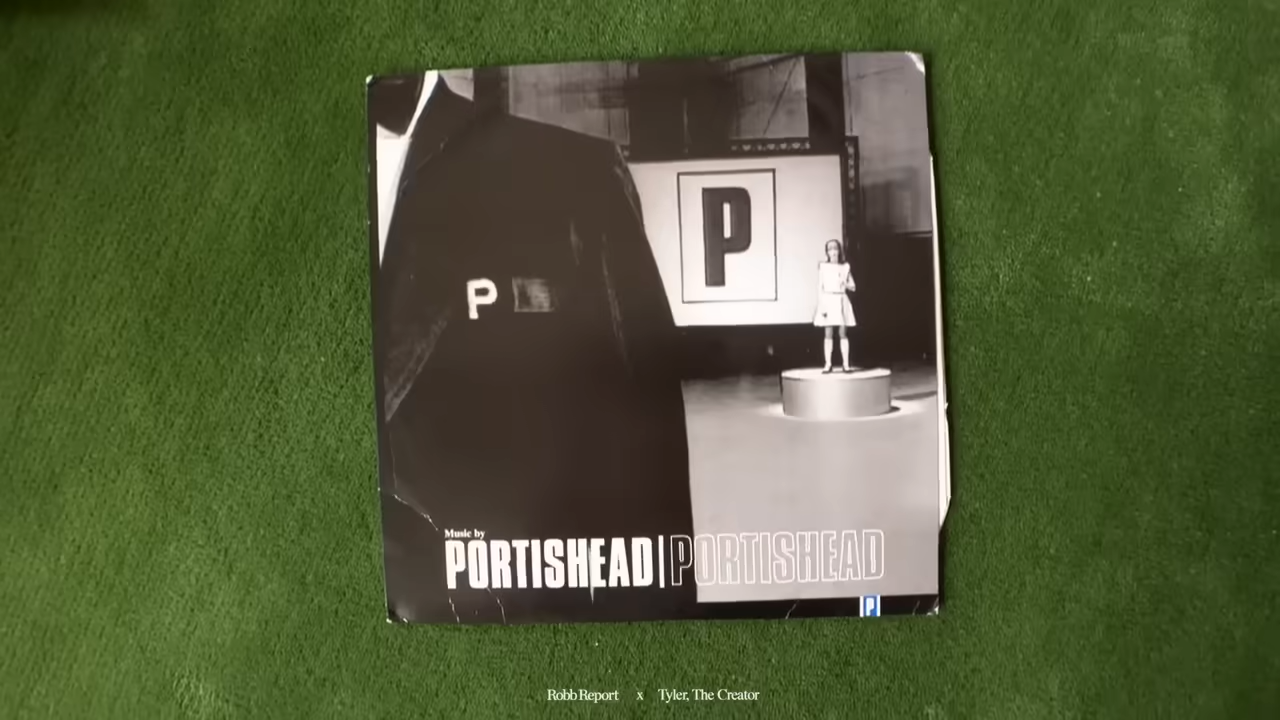 P
P
Music by
PORTISHEAD|PORTISHEAD
P
Robb Report x Tyler, The Creator